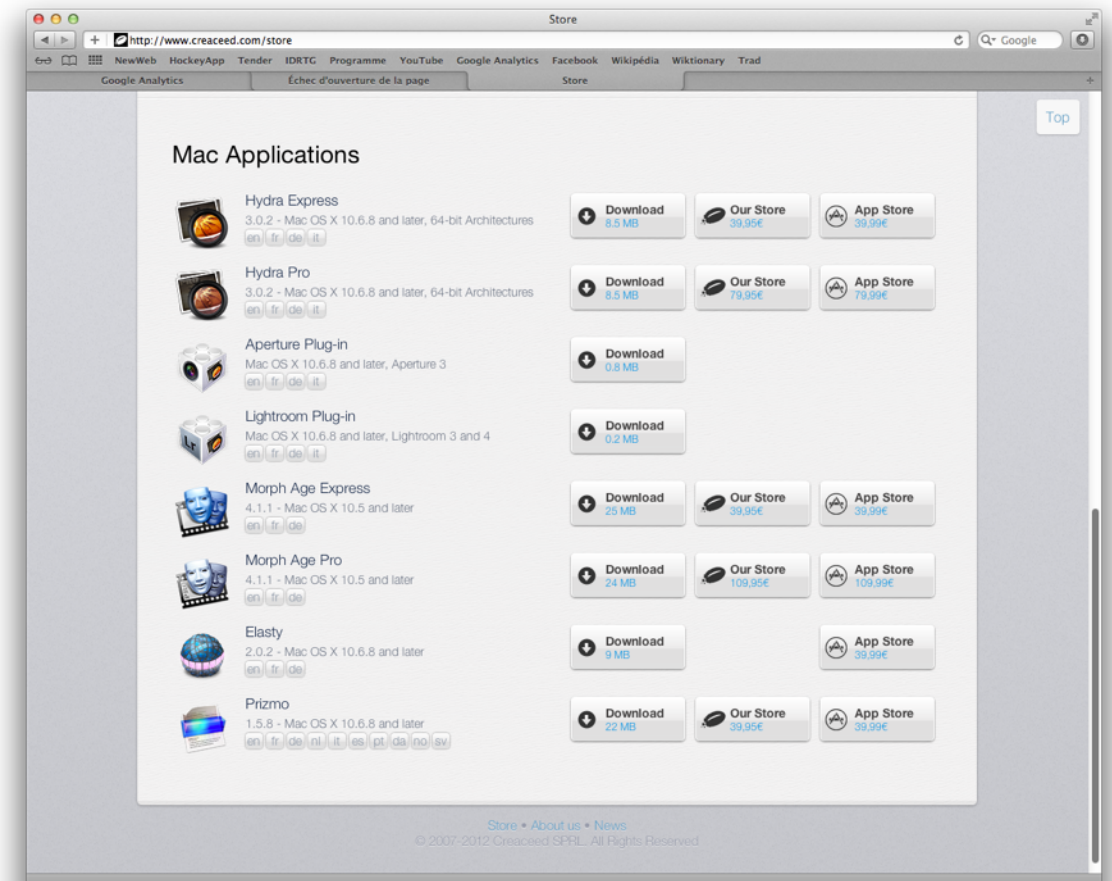 Store
http://www.creaceed.com/store
Google
NewWeb HockeyApp Tender IDRTG Programme YouTube Google Analytics Facebook Wikipédia Wiktionary Trad
Google Analytics Échec d'ouverture de la page Store
Top
Mac Applications
Hydra Express
3.0.2 - Mac OS X 10.6.8 and later, 64-bit Architectures
en fr de it
Download
8.5 MB
Our Store
39,95€
App Store
39,99€
Hydra Pro
3.0.2 - Mac OS X 10.6.8 and later, 64-bit Architectures
en fr de it
Download
8.5 MB
Our Store
79,95€
App Store
79,99€
Aperture Plug-in
Mac OS X 10.6.8 and later, Aperture 3
en fr de it
Download
0.8 MB
Lightroom Plug-in
Mac OS X 10.6.8 and later, Lightroom 3 and 4
en fr de it
Lr
Download
0.2 MB
Morph Age Express
4.1.1 - Mac OS X 10.5 and later
en fr de
Download
25 MB
Our Store
39,95€
App Store
39,99€
Morph Age Pro
4.1.1 - Mac OS X 10.5 and later
en fr de
Download
24 MB
Our Store
109,95€
App Store
109,99€
Elasty
2.0.2 - Mac OS X 10.6.8 and later
en fr de
Download
9 MB
App Store
39,99€
Prizmo
1.5.8 - Mac OS X 10.6.8 and later
en fr de nl it es pt da no sv
Download
22 MB
Our Store
39,95€
App Store
39,99€
Store • About us • News
© 2007-2012 Creaceed SPRL. All Rights Reserved